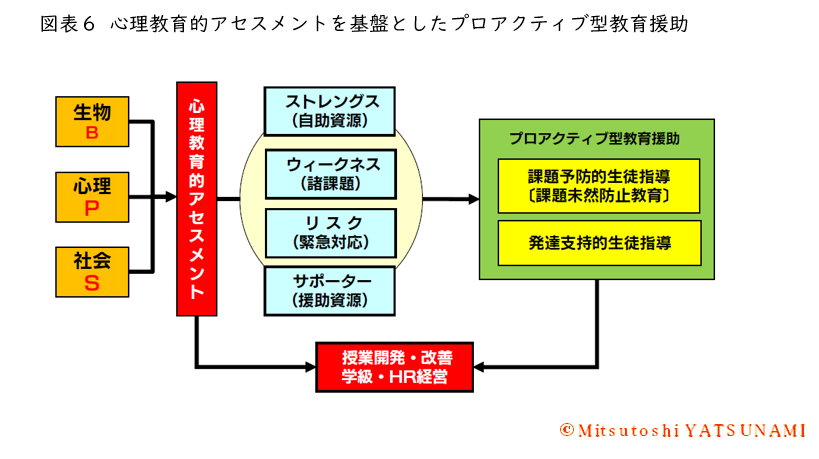 図表６ 心理教育的アセスメントを基盤としたプロアクティブ型教育援助
生物
B
心理
P
社会
S
心理教育的アセスメント
ストレングス
（自助資源）
ウィークネス
（諸課題）
リ ス ク
（緊急対応）
サポーター
（援助資源）
プロアクティブ型教育援助
課題予防的生徒指導
〔課題未然防止教育〕
発達支持的生徒指導
授業開発・改善
学級・HR経営
©Mitsutoshi YATSUNAMI